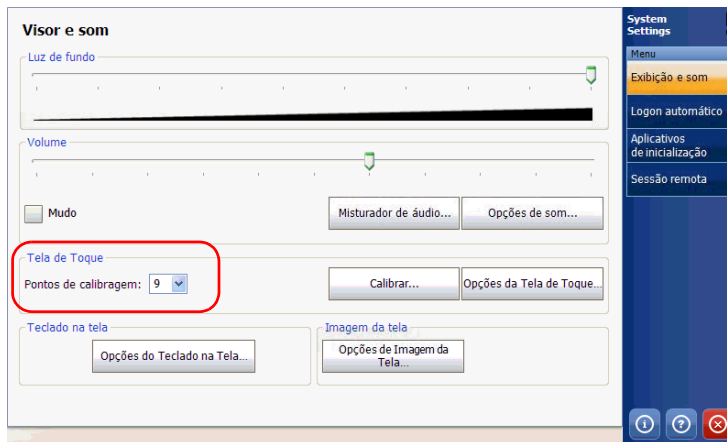 Visor e som
Luz de fundo
Volume
Mudo
Misturador de áudio...
Opções de som...
Tela de Toque
Pontos de calibragem: 9
Calibrar...
Opções da Tela de Toque...
Teclado na tela
Opções do Teclado na Tela...
Imagem da tela
Opções de Imagem da
Tela...
System
Settings
Menu
Exibição e som
Logon automático
Aplicativos
de inicialização
Sessão remota